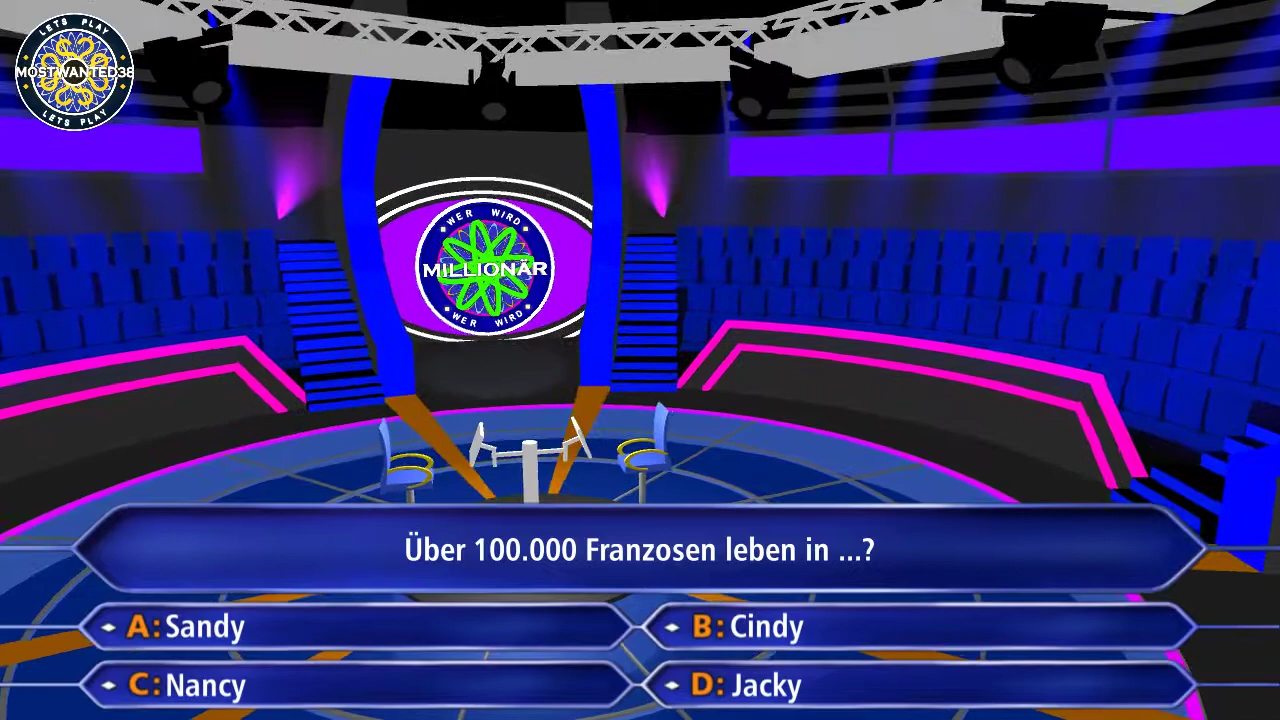 LETS PLAY
MOSTWANTED38
LETS PLAY
WER WIRD
MILLIONÄR
WER WIRD
Über 100.000 Franzosen leben in ...?
A: Sandy
B: Cindy
C: Nancy
D: Jacky